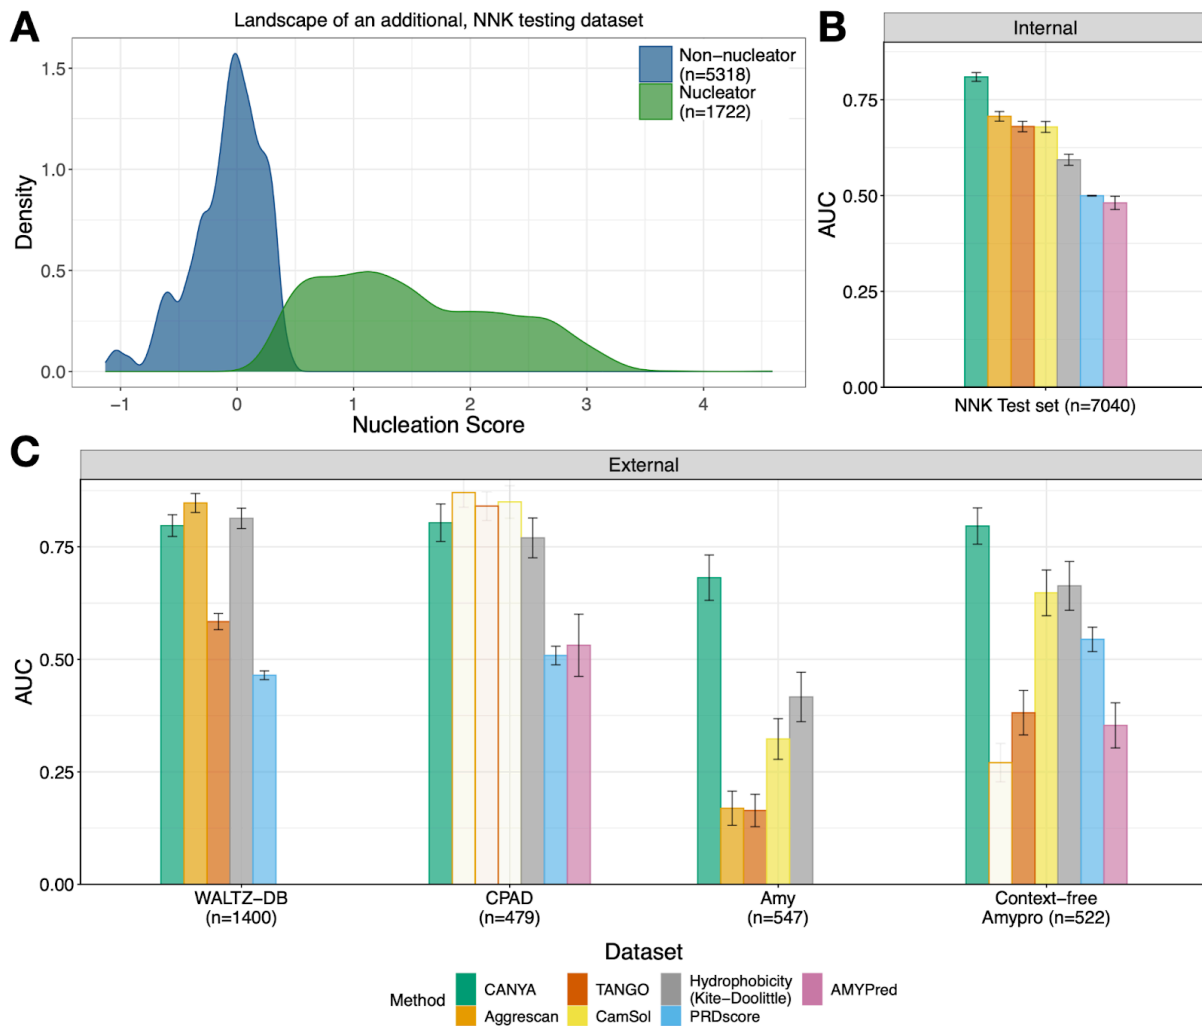 A
Landscape of an additional, NNK testing dataset
Non−nucleator
(n=5318)
Nucleator
(n=1722)
Density
1.5
1.0
0.5
0.0
−1
0
1
2
3
4
Nucleation Score
B
Internal
AUC
0.75
0.50
0.25
0.00
NNK Test set (n=7040)
C
External
AUC
0.75
0.50
0.25
0.00
WALTZ−DB
(n=1400)
CPAD
(n=479)
Amy
(n=547)
Context−free
Amypro (n=522)
Dataset
Method
CANYA
Aggrescan
TANGO
CamSol
Hydrophobicity
(Kite−Doolittle)
PRDscore
AMYPred